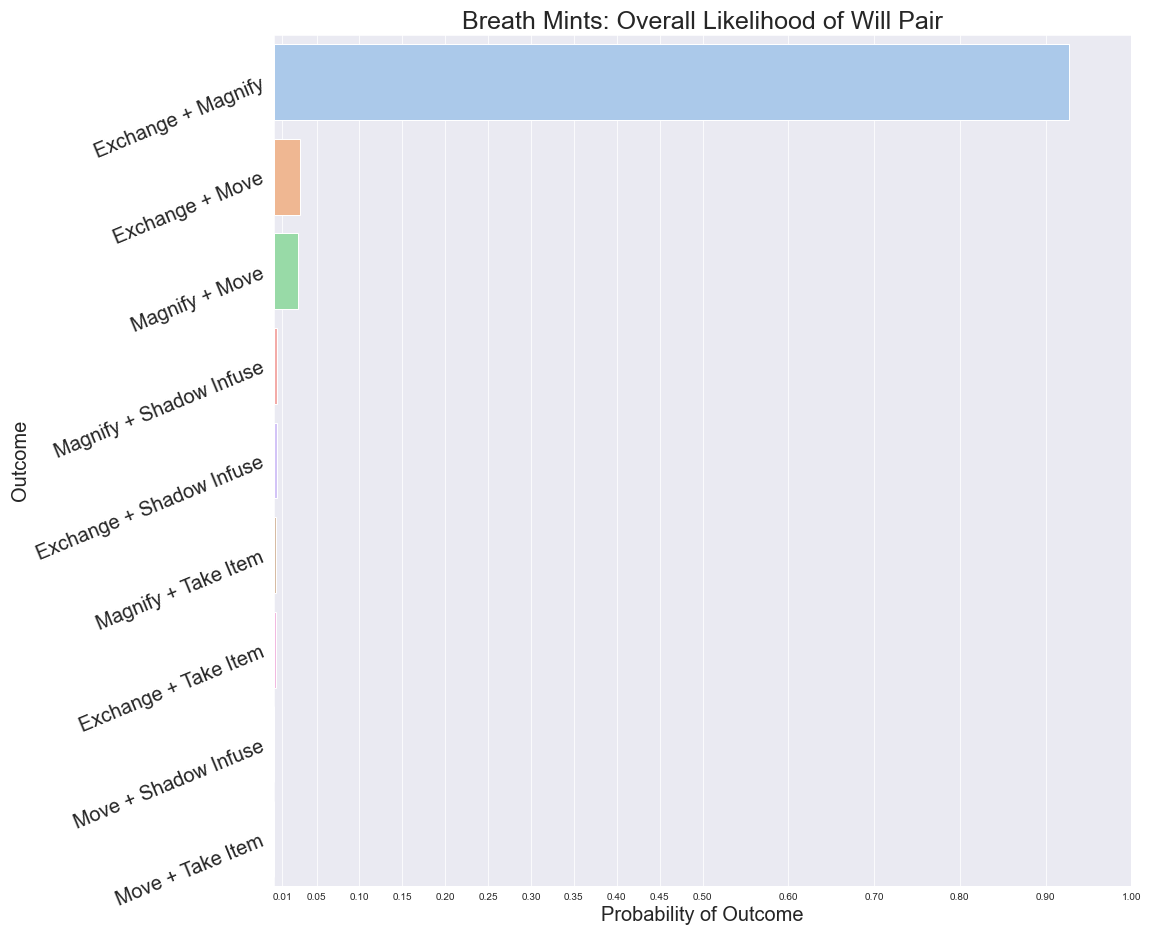 Breath Mints: Overall Likelihood of Will Pair
Outcome
Exchange + Magnify
Exchange + Move
Magnify + Move
Magnify + Shadow Infuse
Exchange + Shadow Infuse
Magnify + Take Item
Exchange + Take Item
Move + Shadow Infuse
Move + Take Item
0.01 0.05 0.10 0.15 0.20 0.25 0.30 0.35 0.40 0.45 0.50 0.60 0.70 0.80 0.90 1.00
Probability of Outcome